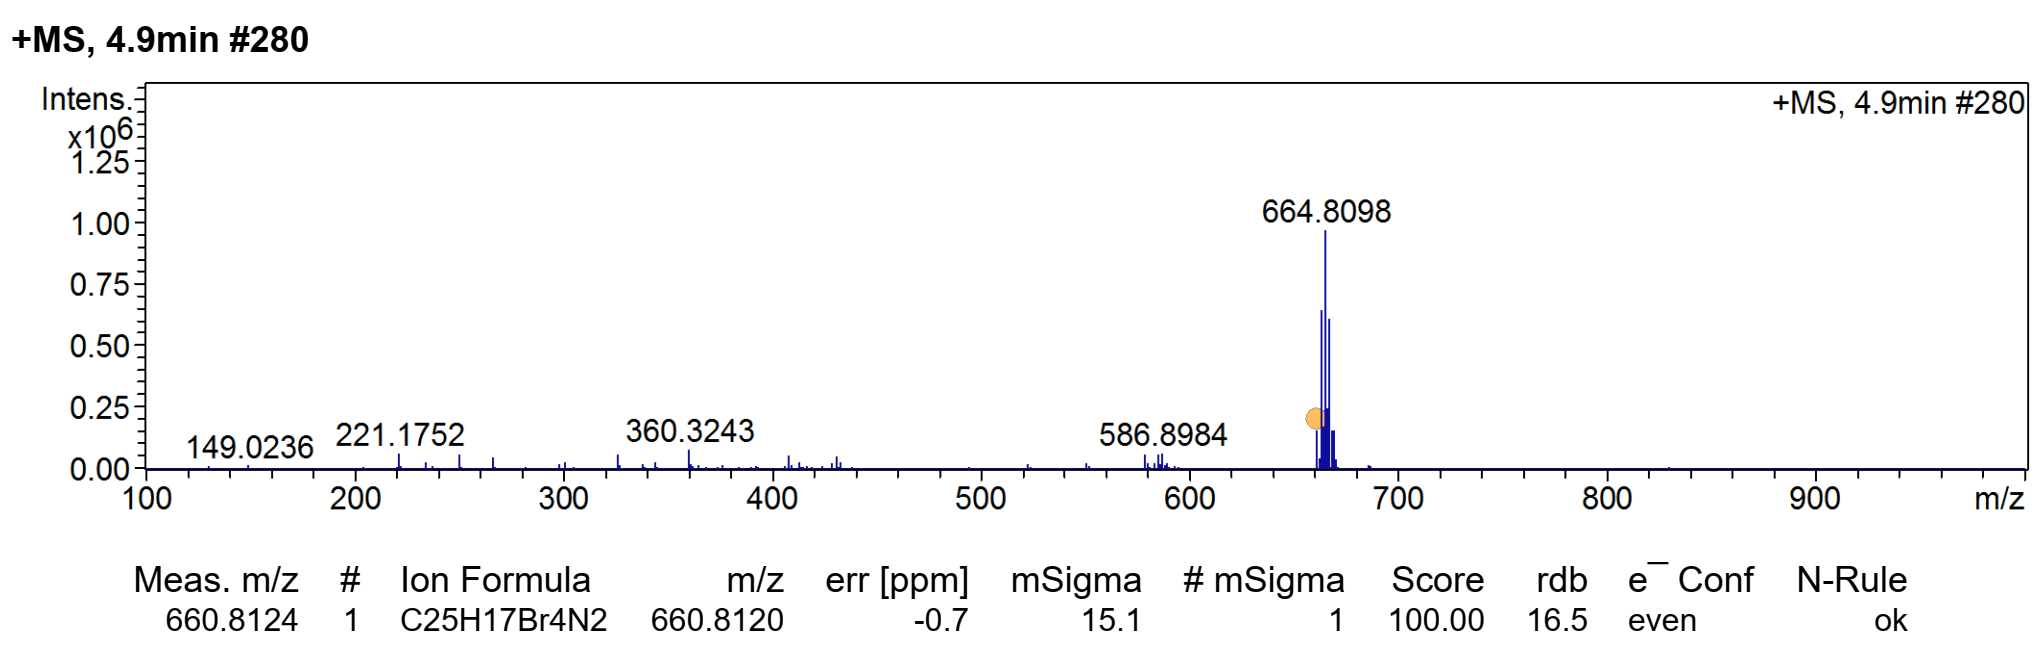 +MS, 4.9min #280
Intens.
x10^6
+MS, 4.9min #280
1.25
1.00
0.75
0.50
0.25
0.00
664.8098
149.0236
221.1752
360.3243
586.8984
100 200 300 400 500 600 700 800 900 m/z
Meas. m/z # Ion Formula m/z err [ppm] mSigma # mSigma Score rdb e¯ Conf N-Rule
660.8124 1 C25H17Br4N2 660.8120 -0.7 15.1 1 100.00 16.5 even ok